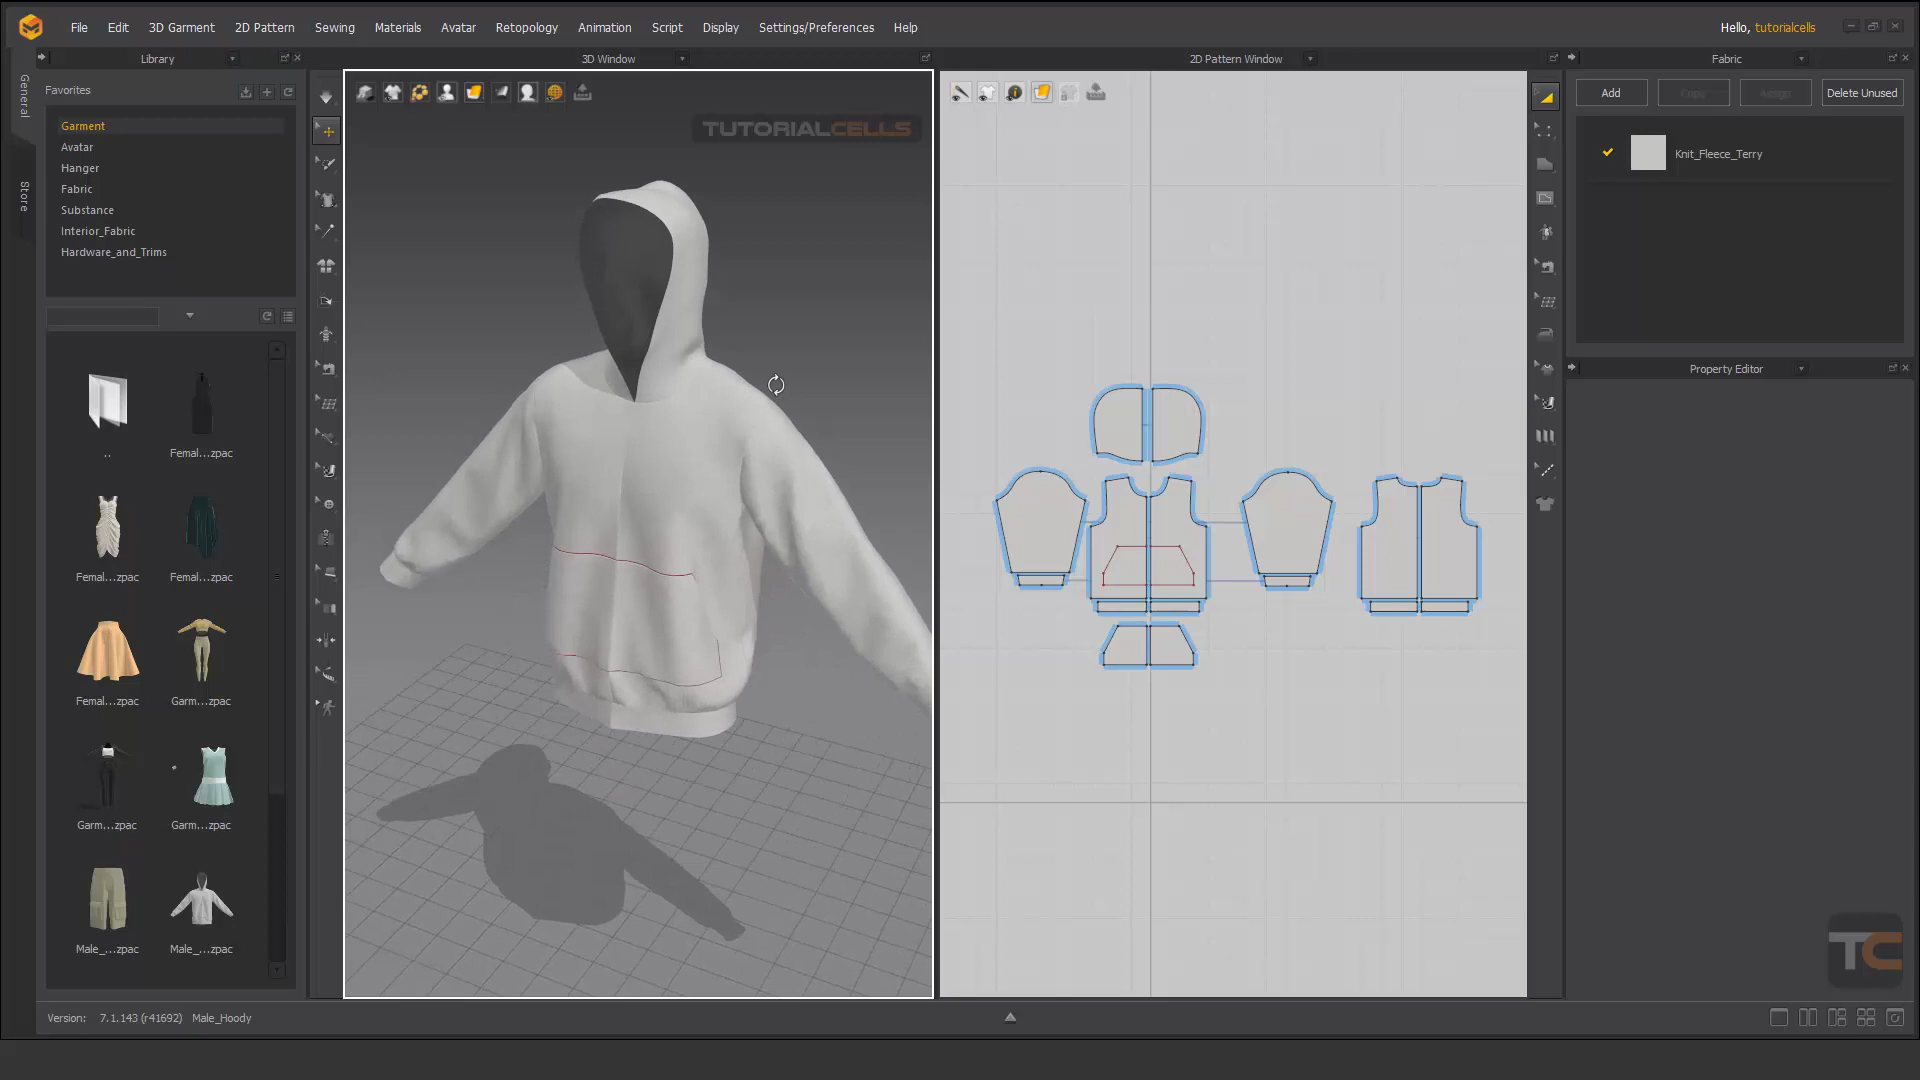 File Edit 3D Garment 2D Pattern Sewing Materials Avatar Retopology Animation Script Display Settings/Preferences Help
Hello, tutorialcells
Library
3D Window
2D Pattern Window
Fabric
General
Store
Favorites
Garment
Avatar
Hanger
Fabric
Substance
Interior_Fabric
Hardware_and_Trims
TUTORIALCELLS
Add Copy Assign Delete Unused
Knit_Fleece_Terry
Property Editor
.. Femal...zpac
Femal...zpac Femal...zpac
Femal...zpac Garm...zpac
Garm...zpac Garm...zpac
Male_...zpac Male_...zpac
TC
Version: 7.1.143 (r41692) Male_Hoody